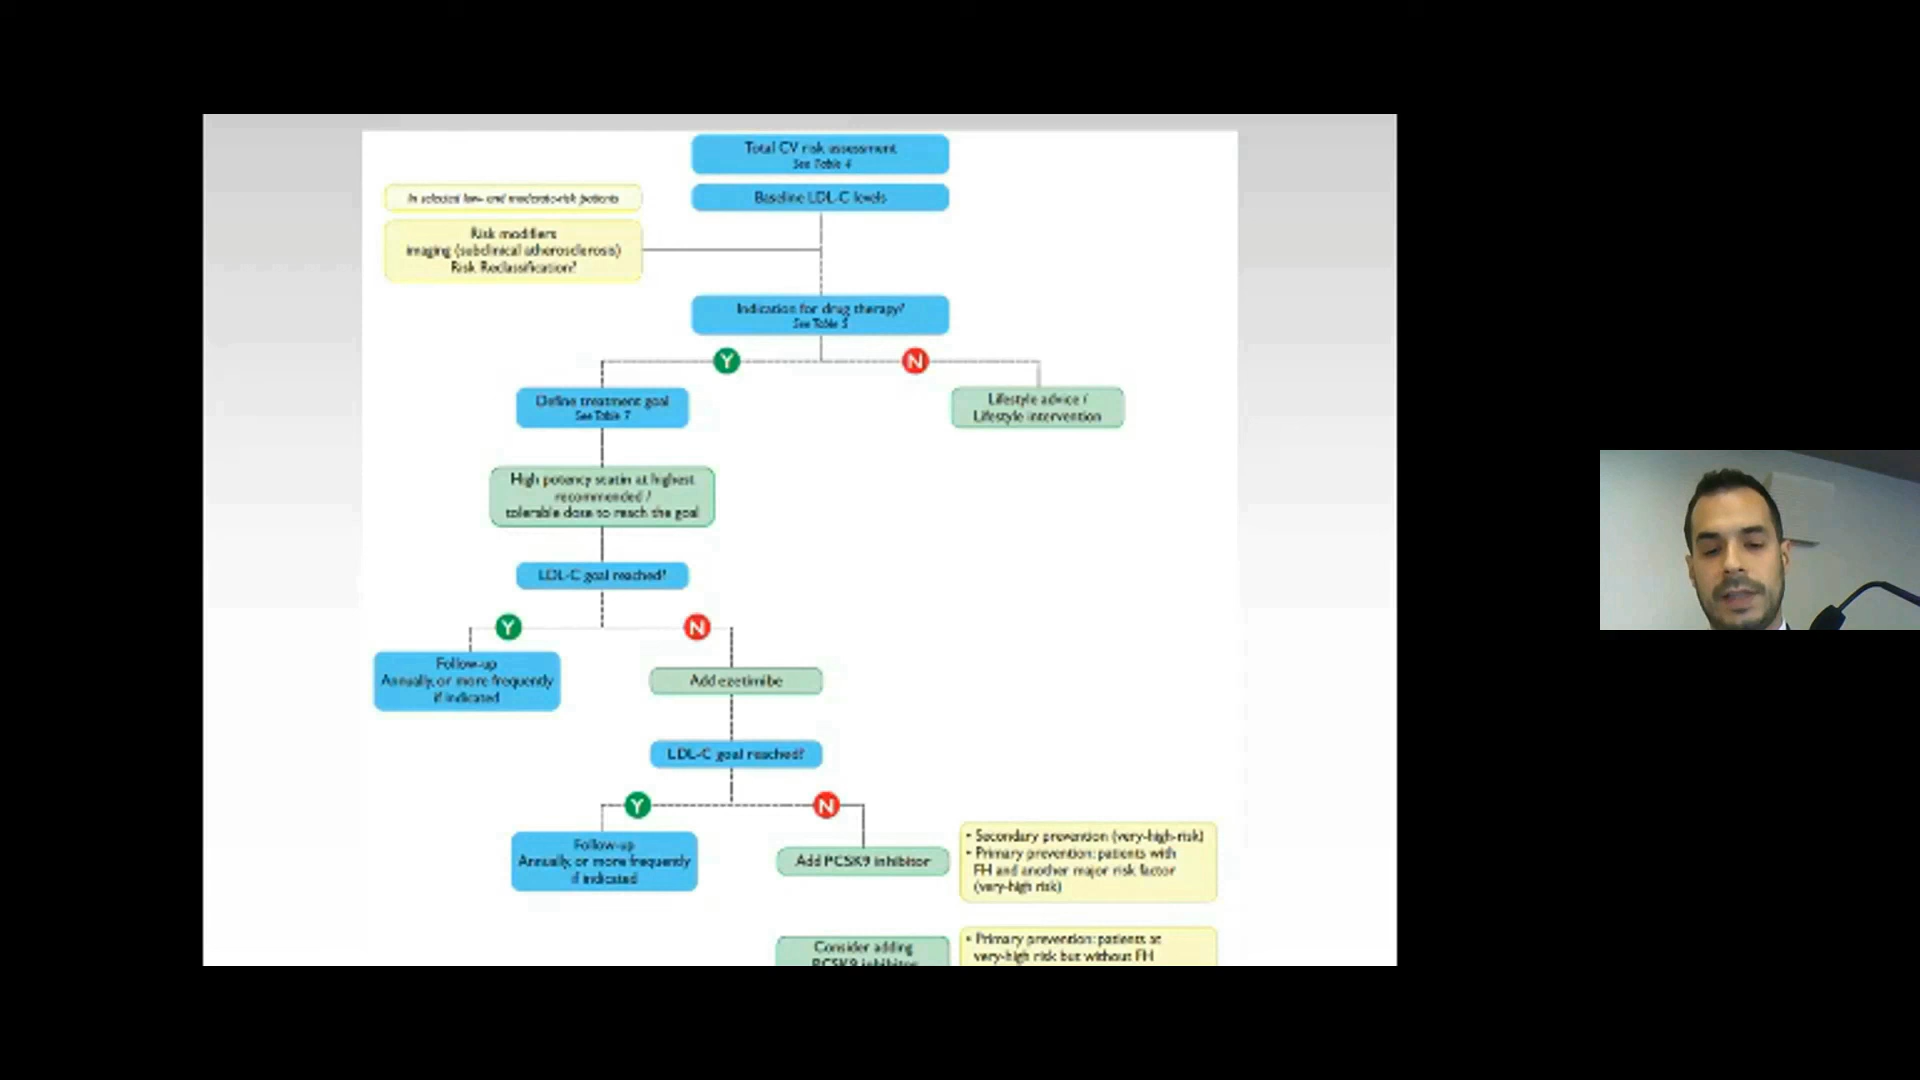 Total CV risk assessment
See Table 4
In selected low- and moderate-risk patients
Baseline LDL-C levels
Risk modifiers
imaging (subclinical atherosclerosis)
Risk Reclassification?
Indication for drug therapy?
See Table 5
Y
N
Define treatment goal
See Table 7
Lifestyle advice /
Lifestyle intervention
High potency statin at highest
recommended /
tolerable dose to reach the goal
LDL-C goal reached?
Y
N
Follow-up
Annually, or more frequently
if indicated
Add ezetimibe
LDL-C goal reached?
Y
N
Follow-up
Annually, or more frequently
if indicated
Add PCSK9 inhibitor
• Secondary prevention (very-high-risk)
• Primary prevention: patients with
FH and another major risk factor
(very-high risk)
Consider adding
PCSK9 inhibitor
• Primary prevention: patients at
very-high risk but without FH